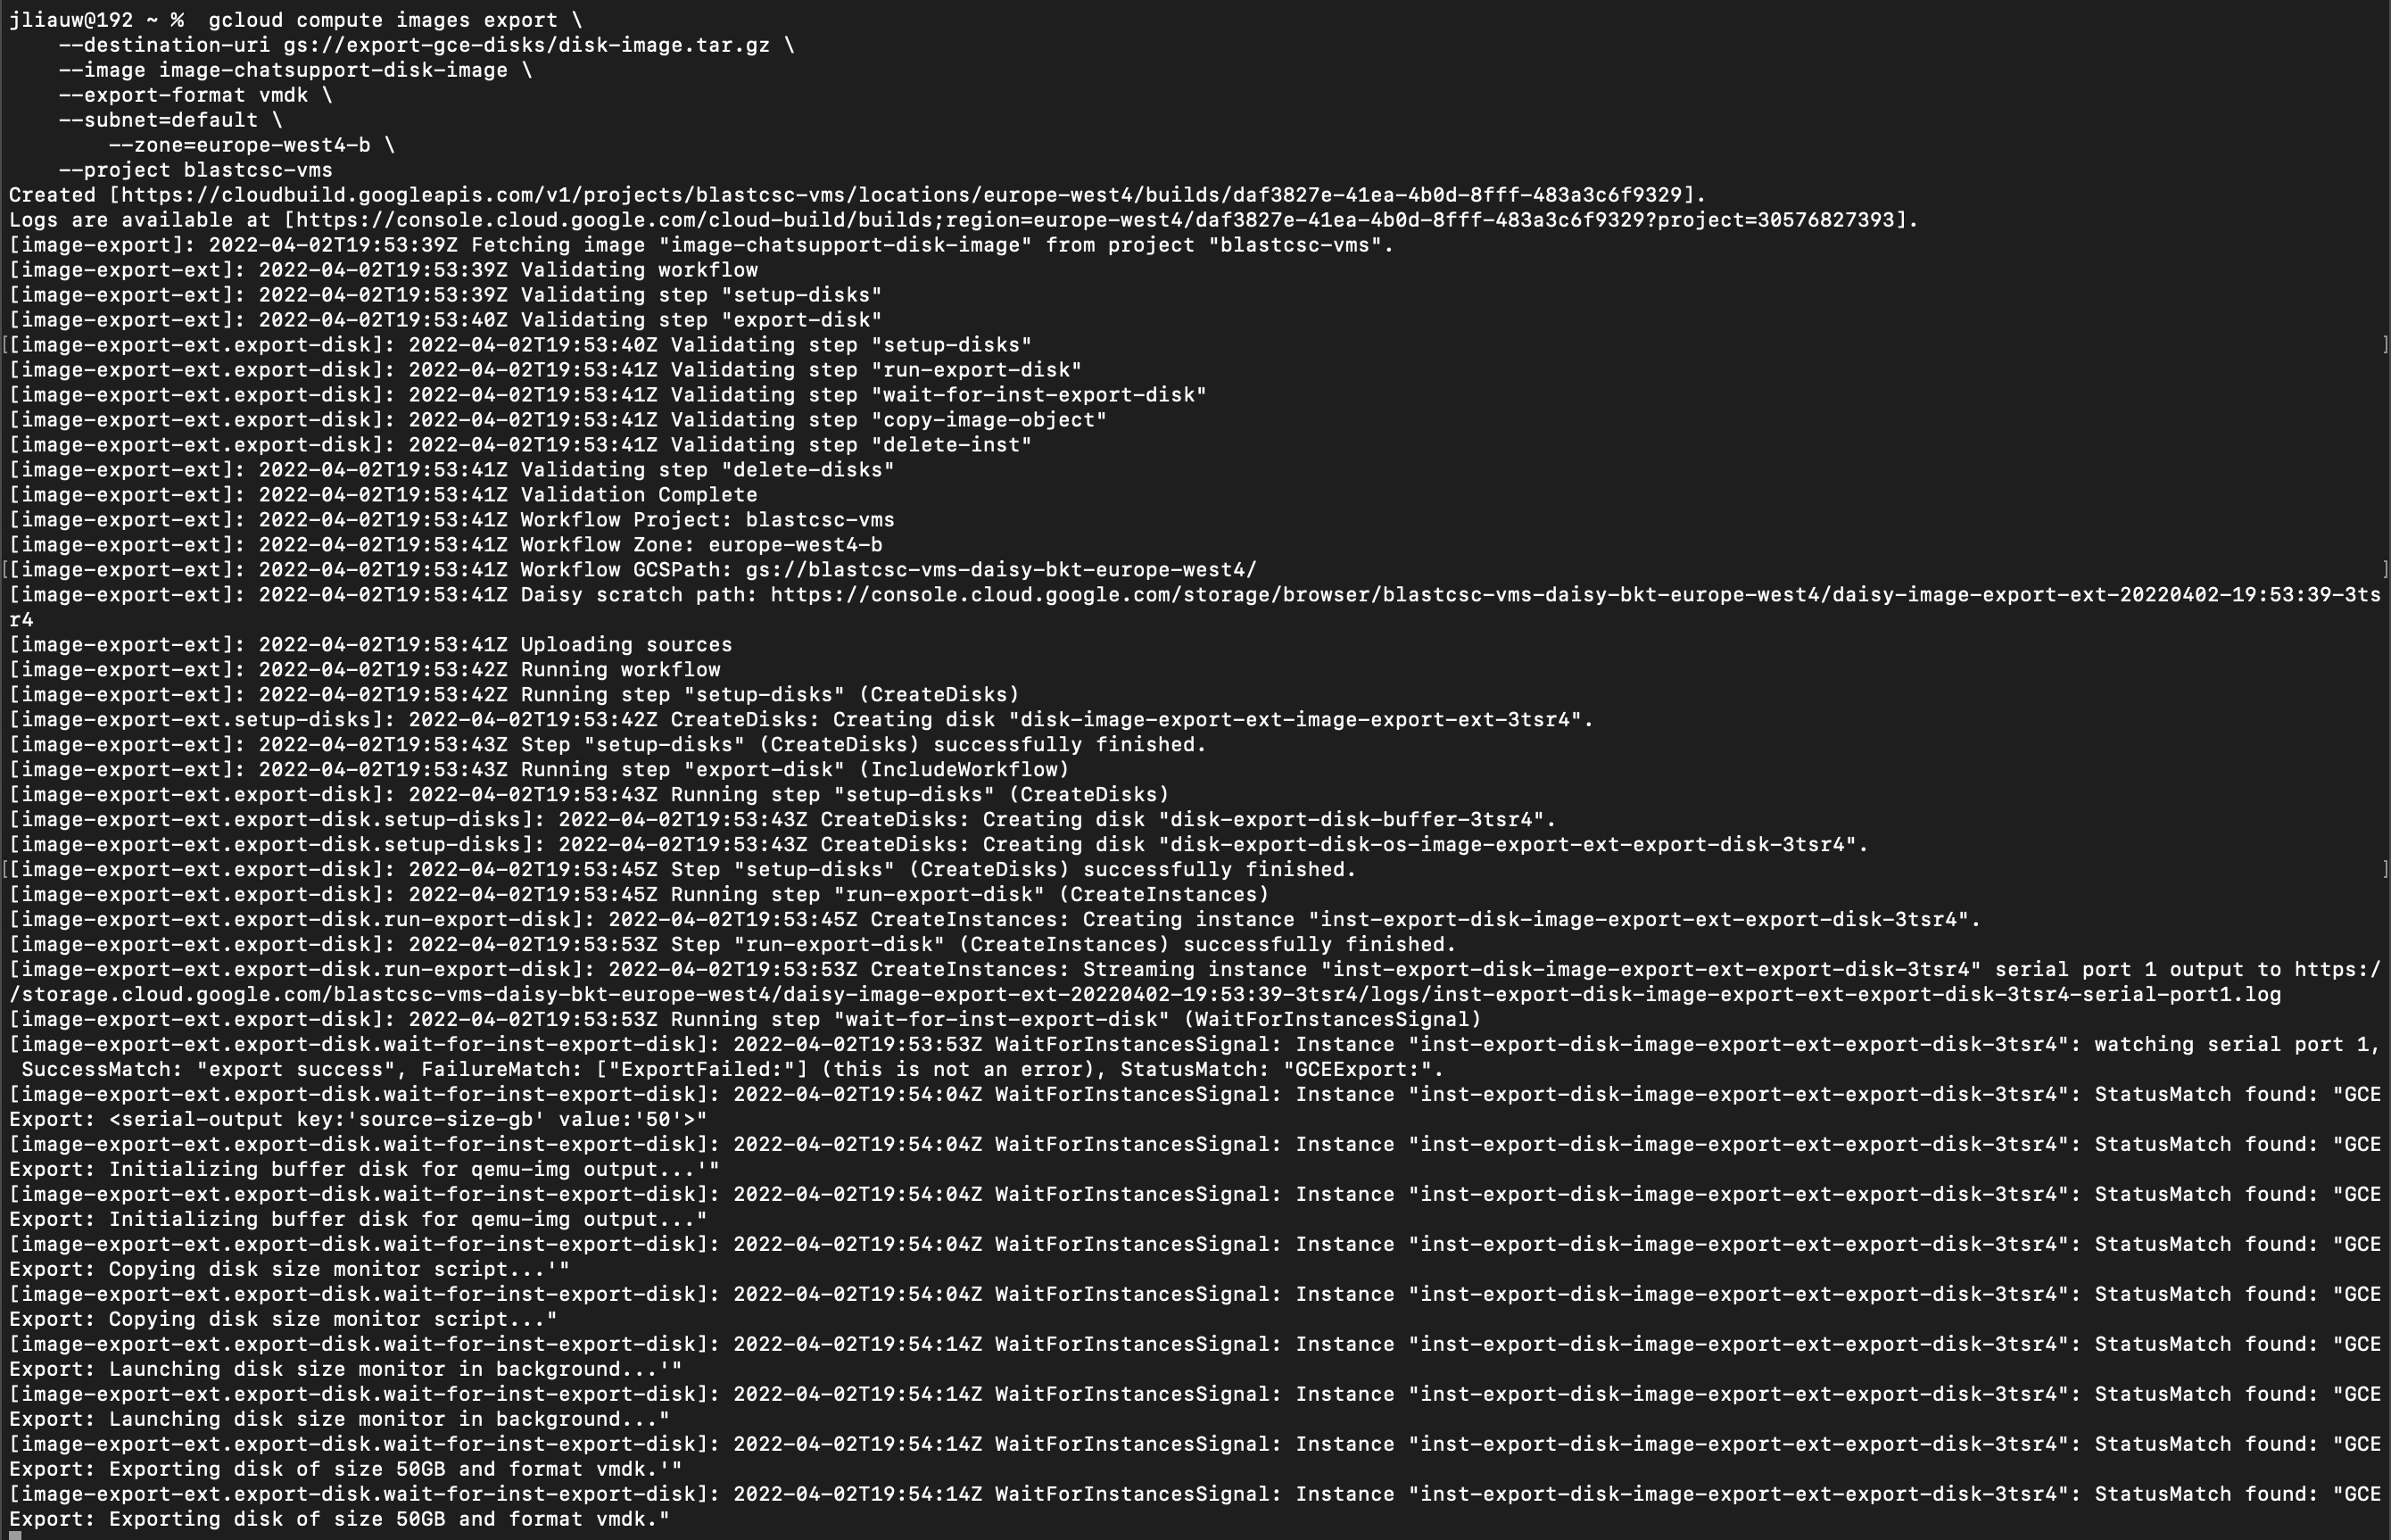 jliauw@192 ~ %  gcloud compute images export \
    --destination-uri gs://export-gce-disks/disk-image.tar.gz \
    --image image-chatsupport-disk-image \
    --export-format vmdk \
    --subnet=default \
        --zone=europe-west4-b \
    --project blastcsc-vms
Created [https://cloudbuild.googleapis.com/v1/projects/blastcsc-vms/locations/europe-west4/builds/daf3827e-41ea-4b0d-8fff-483a3c6f9329].
Logs are available at [https://console.cloud.google.com/cloud-build/builds;region=europe-west4/daf3827e-41ea-4b0d-8fff-483a3c6f9329?project=30576827393].
[image-export]: 2022-04-02T19:53:39Z Fetching image "image-chatsupport-disk-image" from project "blastcsc-vms".
[image-export-ext]: 2022-04-02T19:53:39Z Validating workflow
[image-export-ext]: 2022-04-02T19:53:39Z Validating step "setup-disks"
[image-export-ext]: 2022-04-02T19:53:40Z Validating step "export-disk"
[[image-export-ext.export-disk]: 2022-04-02T19:53:40Z Validating step "setup-disks" ]
[image-export-ext.export-disk]: 2022-04-02T19:53:41Z Validating step "run-export-disk"
[image-export-ext.export-disk]: 2022-04-02T19:53:41Z Validating step "wait-for-inst-export-disk"
[image-export-ext.export-disk]: 2022-04-02T19:53:41Z Validating step "copy-image-object"
[image-export-ext.export-disk]: 2022-04-02T19:53:41Z Validating step "delete-inst"
[image-export-ext]: 2022-04-02T19:53:41Z Validating step "delete-disks"
[image-export-ext]: 2022-04-02T19:53:41Z Validation Complete
[image-export-ext]: 2022-04-02T19:53:41Z Workflow Project: blastcsc-vms
[image-export-ext]: 2022-04-02T19:53:41Z Workflow Zone: europe-west4-b
[[image-export-ext]: 2022-04-02T19:53:41Z Workflow GCSPath: gs://blastcsc-vms-daisy-bkt-europe-west4/ ]
[image-export-ext]: 2022-04-02T19:53:41Z Daisy scratch path: https://console.cloud.google.com/storage/browser/blastcsc-vms-daisy-bkt-europe-west4/daisy-image-export-ext-20220402-19:53:39-3ts
r4
[image-export-ext]: 2022-04-02T19:53:41Z Uploading sources
[image-export-ext]: 2022-04-02T19:53:42Z Running workflow
[image-export-ext]: 2022-04-02T19:53:42Z Running step "setup-disks" (CreateDisks)
[image-export-ext.setup-disks]: 2022-04-02T19:53:42Z CreateDisks: Creating disk "disk-image-export-ext-image-export-ext-3tsr4".
[image-export-ext]: 2022-04-02T19:53:43Z Step "setup-disks" (CreateDisks) successfully finished.
[image-export-ext]: 2022-04-02T19:53:43Z Running step "export-disk" (IncludeWorkflow)
[image-export-ext.export-disk]: 2022-04-02T19:53:43Z Running step "setup-disks" (CreateDisks)
[image-export-ext.export-disk.setup-disks]: 2022-04-02T19:53:43Z CreateDisks: Creating disk "disk-export-disk-buffer-3tsr4".
[image-export-ext.export-disk.setup-disks]: 2022-04-02T19:53:43Z CreateDisks: Creating disk "disk-export-disk-os-image-export-ext-export-disk-3tsr4".
[[image-export-ext.export-disk]: 2022-04-02T19:53:45Z Step "setup-disks" (CreateDisks) successfully finished. ]
[image-export-ext.export-disk]: 2022-04-02T19:53:45Z Running step "run-export-disk" (CreateInstances)
[image-export-ext.export-disk.run-export-disk]: 2022-04-02T19:53:45Z CreateInstances: Creating instance "inst-export-disk-image-export-ext-export-disk-3tsr4".
[image-export-ext.export-disk]: 2022-04-02T19:53:53Z Step "run-export-disk" (CreateInstances) successfully finished.
[image-export-ext.export-disk.run-export-disk]: 2022-04-02T19:53:53Z CreateInstances: Streaming instance "inst-export-disk-image-export-ext-export-disk-3tsr4" serial port 1 output to https:/
/storage.cloud.google.com/blastcsc-vms-daisy-bkt-europe-west4/daisy-image-export-ext-20220402-19:53:39-3tsr4/logs/inst-export-disk-image-export-ext-export-disk-3tsr4-serial-port1.log
[image-export-ext.export-disk]: 2022-04-02T19:53:53Z Running step "wait-for-inst-export-disk" (WaitForInstancesSignal)
[image-export-ext.export-disk.wait-for-inst-export-disk]: 2022-04-02T19:53:53Z WaitForInstancesSignal: Instance "inst-export-disk-image-export-ext-export-disk-3tsr4": watching serial port 1,
 SuccessMatch: "export success", FailureMatch: ["ExportFailed:"] (this is not an error), StatusMatch: "GCEExport:".
[image-export-ext.export-disk.wait-for-inst-export-disk]: 2022-04-02T19:54:04Z WaitForInstancesSignal: Instance "inst-export-disk-image-export-ext-export-disk-3tsr4": StatusMatch found: "GCE
Export: <serial-output key:'source-size-gb' value:'50'>"
[image-export-ext.export-disk.wait-for-inst-export-disk]: 2022-04-02T19:54:04Z WaitForInstancesSignal: Instance "inst-export-disk-image-export-ext-export-disk-3tsr4": StatusMatch found: "GCE
Export: Initializing buffer disk for qemu-img output...'"
[image-export-ext.export-disk.wait-for-inst-export-disk]: 2022-04-02T19:54:04Z WaitForInstancesSignal: Instance "inst-export-disk-image-export-ext-export-disk-3tsr4": StatusMatch found: "GCE
Export: Initializing buffer disk for qemu-img output..."
[image-export-ext.export-disk.wait-for-inst-export-disk]: 2022-04-02T19:54:04Z WaitForInstancesSignal: Instance "inst-export-disk-image-export-ext-export-disk-3tsr4": StatusMatch found: "GCE
Export: Copying disk size monitor script...'"
[image-export-ext.export-disk.wait-for-inst-export-disk]: 2022-04-02T19:54:04Z WaitForInstancesSignal: Instance "inst-export-disk-image-export-ext-export-disk-3tsr4": StatusMatch found: "GCE
Export: Copying disk size monitor script..."
[image-export-ext.export-disk.wait-for-inst-export-disk]: 2022-04-02T19:54:14Z WaitForInstancesSignal: Instance "inst-export-disk-image-export-ext-export-disk-3tsr4": StatusMatch found: "GCE
Export: Launching disk size monitor in background...'"
[image-export-ext.export-disk.wait-for-inst-export-disk]: 2022-04-02T19:54:14Z WaitForInstancesSignal: Instance "inst-export-disk-image-export-ext-export-disk-3tsr4": StatusMatch found: "GCE
Export: Launching disk size monitor in background..."
[image-export-ext.export-disk.wait-for-inst-export-disk]: 2022-04-02T19:54:14Z WaitForInstancesSignal: Instance "inst-export-disk-image-export-ext-export-disk-3tsr4": StatusMatch found: "GCE
Export: Exporting disk of size 50GB and format vmdk.'"
[image-export-ext.export-disk.wait-for-inst-export-disk]: 2022-04-02T19:54:14Z WaitForInstancesSignal: Instance "inst-export-disk-image-export-ext-export-disk-3tsr4": StatusMatch found: "GCE
Export: Exporting disk of size 50GB and format vmdk."